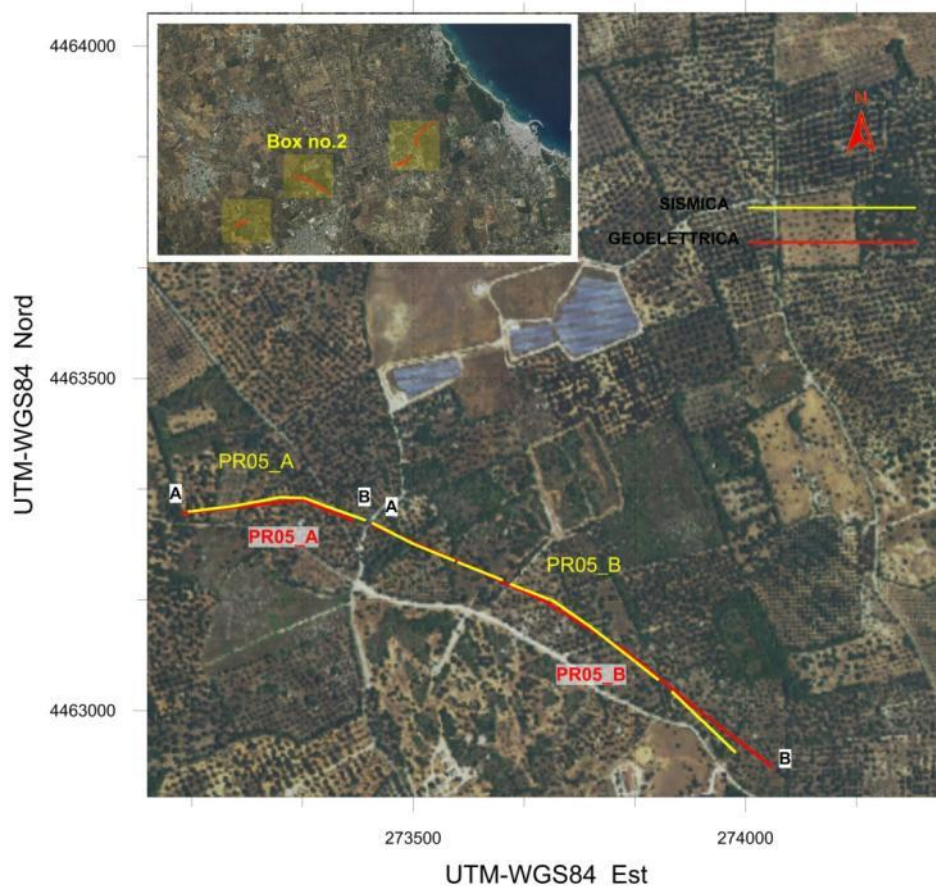 4464000
Box no.2
N
SISMICA
GEOELETTRICA
UTM-WGS84 Nord
4463500
PR05_A
A
B
A
PR05_A
PR05_B
PR05_B
4463000
B
273500
274000
UTM-WGS84 Est